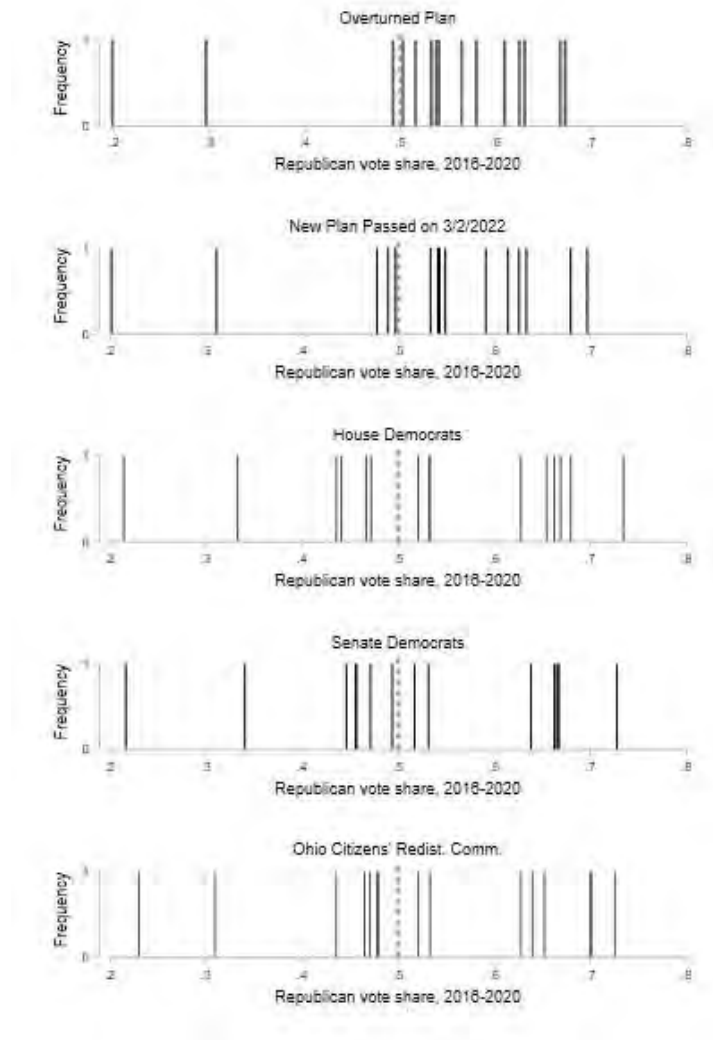 Overturned Plan
Frequency
1
0
.2 .3 .4 .5 .6 .7 .8
Republican vote share, 2016-2020
New Plan Passed on 3/2/2022
Frequency
1
0
.2 .3 .4 .5 .6 .7 .8
Republican vote share, 2016-2020
House Democrats
Frequency
1
0
.2 .3 .4 .5 .6 .7 .8
Republican vote share, 2016-2020
Senate Democrats
Frequency
1
0
.2 .3 .4 .5 .6 .7 .8
Republican vote share, 2016-2020
Ohio Citizens' Redist. Comm.
Frequency
1
0
.2 .3 .4 .5 .6 .7 .8
Republican vote share, 2016-2020